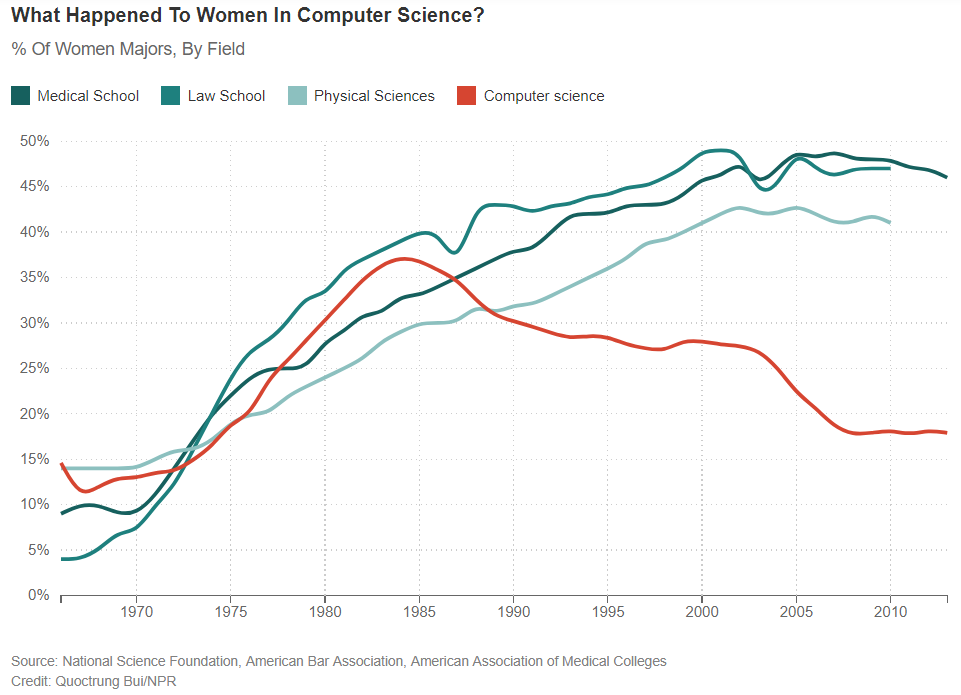 What Happened To Women In Computer Science?
% Of Women Majors, By Field
Medical School Law School Physical Sciences Computer science
50%
45%
40%
35%
30%
25%
20%
15%
10%
5%
0%
1970 1975 1980 1985 1990 1995 2000 2005 2010
Source: National Science Foundation, American Bar Association, American Association of Medical Colleges
Credit: Quoctrung Bui/NPR